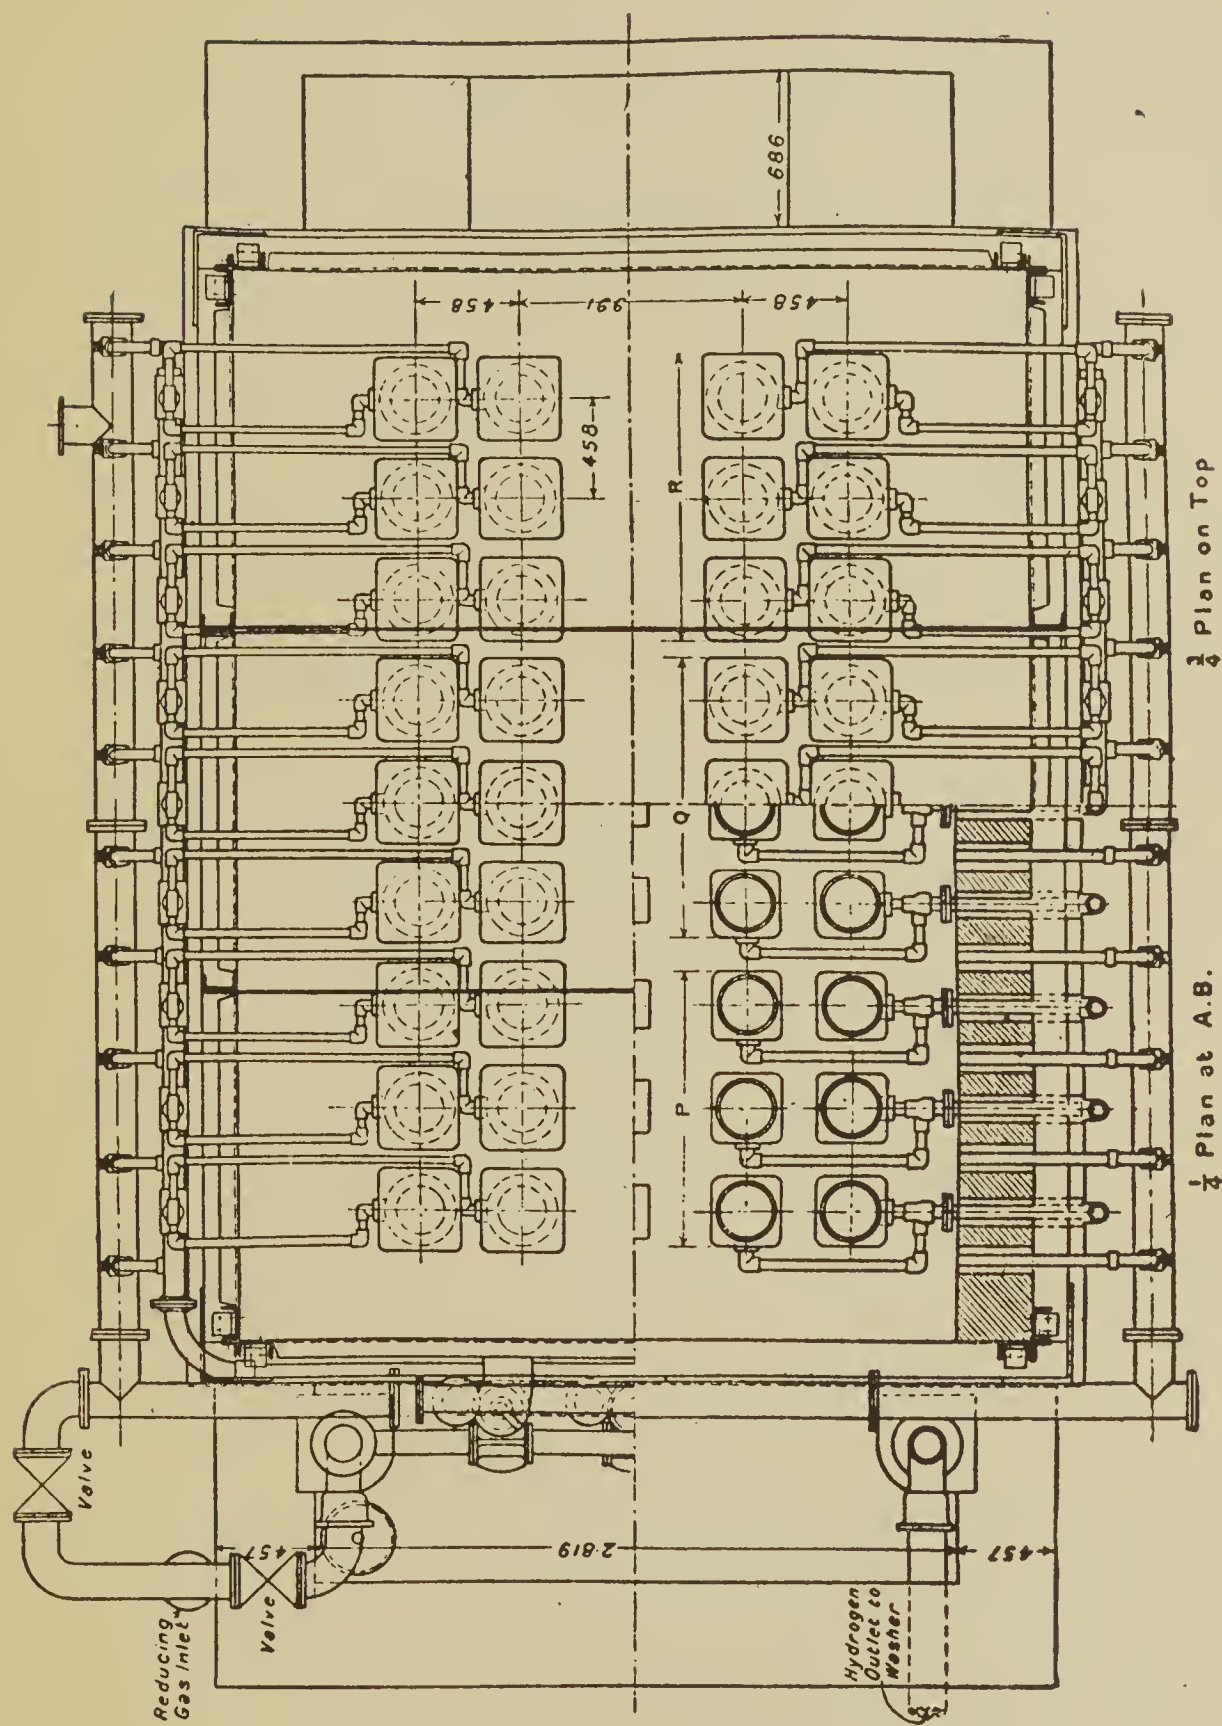 686
458
991
458
458
R
Q
P
¾ Plan on Top
¼ Plan at A.B.
Valve
457
2·819
457
Valve
Reducing
Gas Inlet
Hydrogen
Outlet to
Washer